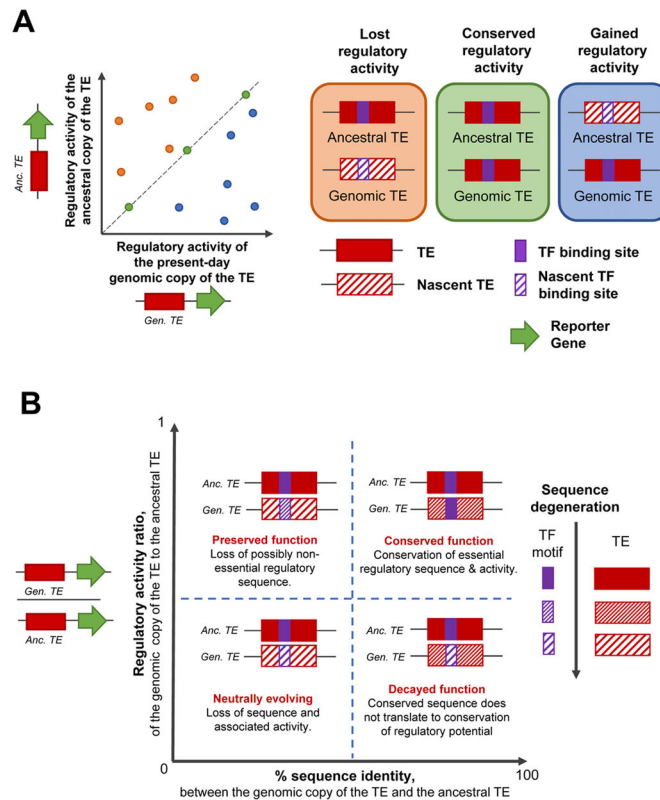 A
Regulatory activity of the
ancestral copy of the TE
Anc. TE
Regulatory activity of
the present-day
genomic copy of the TE
Gen. TE
Lost
regulatory
activity
Conserved
regulatory
activity
Gained
regulatory
activity
Ancestral TE
Genomic TE
Ancestral TE
Genomic TE
Ancestral TE
Genomic TE
TE
Nascent TE
TF binding site
Nascent TF
binding site
Reporter
Gene
B
1
Regulatory activity ratio,
of the genomic copy of the TE to the ancestral TE
Gen. TE
Anc. TE
Anc. TE
Gen. TE
Preserved function
Loss of possibly non-
essential regulatory
sequence.
Anc. TE
Gen. TE
Conserved function
Conservation of essential
regulatory sequence & activity.
Anc. TE
Gen. TE
Neutrally evolving
Loss of sequence and
associated activity.
Anc. TE
Gen. TE
Decayed function
Conserved sequence does
not translate to conservation
of regulatory potential
Sequence
degeneration
TF
motif
TE
0
100
% sequence identity,
between the genomic copy of the TE and the ancestral TE